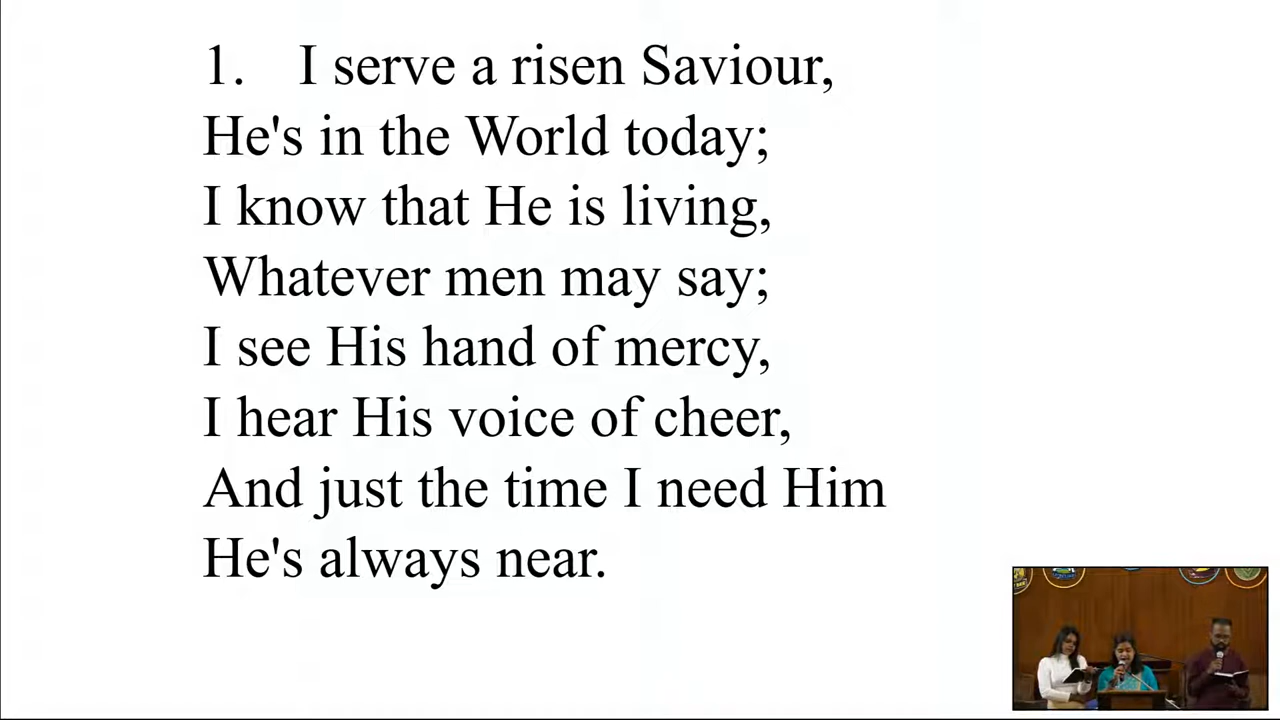 1. I serve a risen Saviour,
He's in the World today;
I know that He is living,
Whatever men may say;
I see His hand of mercy,
I hear His voice of cheer,
And just the time I need Him
He's always near.